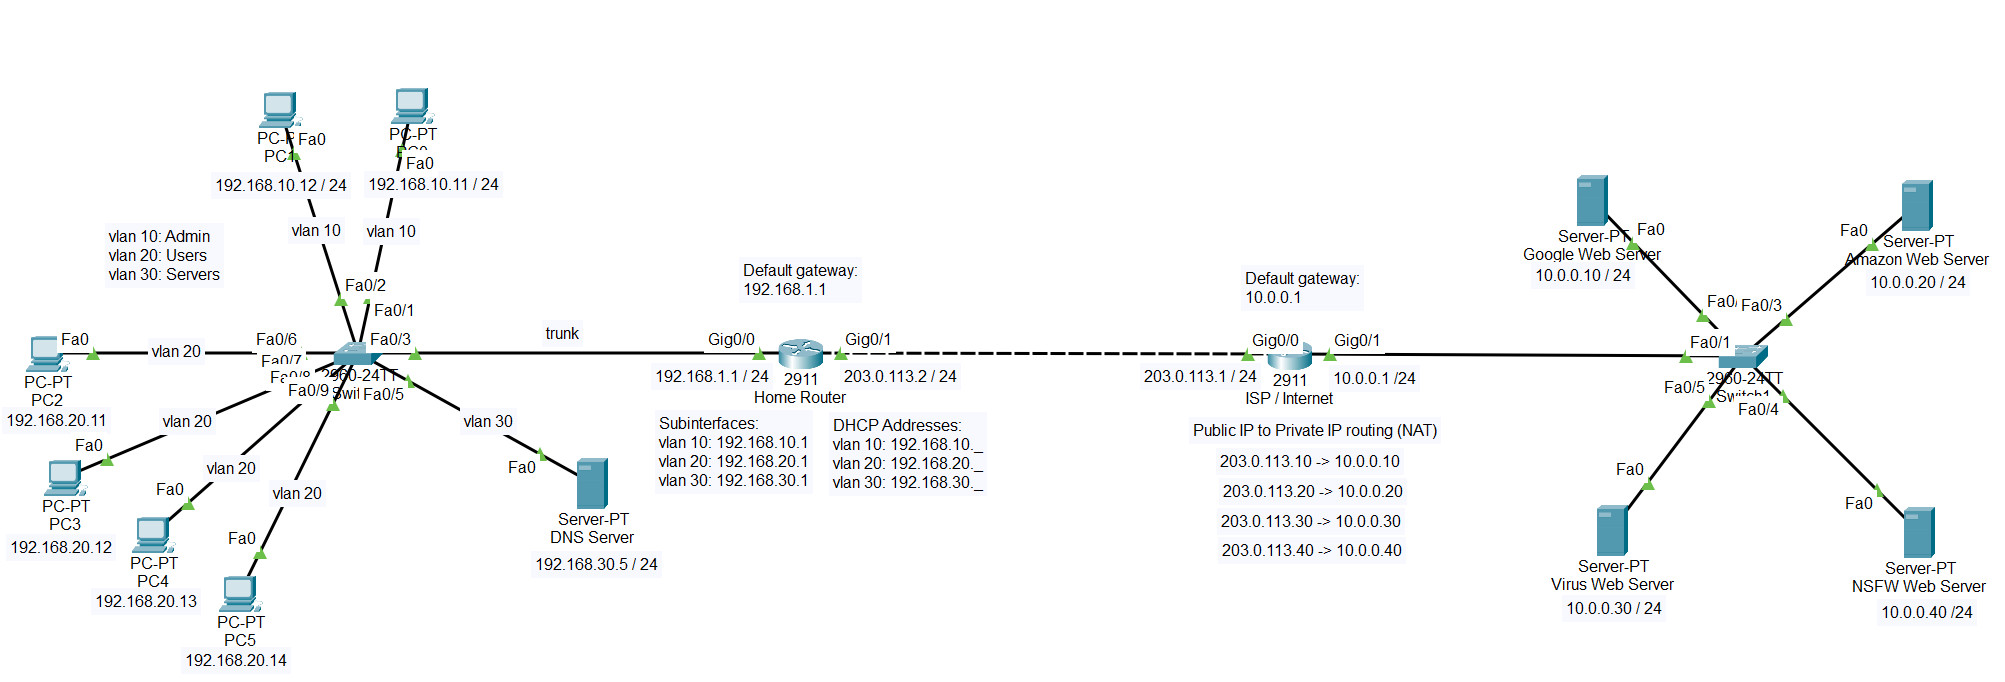 PC-PT
PC1
Fa0
192.168.10.12 / 24
vlan 10
PC-PT
Fa0
192.168.10.11 / 24
vlan 10
vlan 10: Admin
vlan 20: Users
vlan 30: Servers
Fa0/2
Fa0/1
Fa0/3
Fa0/6
Fa0/7
Fa0/8
Fa0/9
Fa0/5
2960-24TT
Fa0
vlan 20
PC-PT
PC2
192.168.20.11
Fa0
vlan 20
PC-PT
PC3
192.168.20.12
Fa0
vlan 20
PC-PT
PC4
192.168.20.13
Fa0
vlan 20
PC-PT
PC5
192.168.20.14
vlan 30
Fa0
Server-PT
DNS Server
192.168.30.5 / 24
trunk
Default gateway:
192.168.1.1
Gig0/0
Gig0/1
192.168.1.1 / 24
2911
Home Router
203.0.113.2 / 24
Subinterfaces:
vlan 10: 192.168.10.1
vlan 20: 192.168.20.1
vlan 30: 192.168.30.1
DHCP Addresses:
vlan 10: 192.168.10._
vlan 20: 192.168.20._
vlan 30: 192.168.30._
Default gateway:
10.0.0.1
Gig0/0
Gig0/1
203.0.113.1 / 24
2911
ISP / Internet
10.0.0.1 /24
Public IP to Private IP routing (NAT)
203.0.113.10 -> 10.0.0.10
203.0.113.20 -> 10.0.0.20
203.0.113.30 -> 10.0.0.30
203.0.113.40 -> 10.0.0.40
Fa0
Server-PT
Google Web Server
10.0.0.10 / 24
Fa0
Server-PT
Amazon Web Server
10.0.0.20 / 24
Fa0/3
Fa0/1
Fa0/5
Fa0/4
2960-24TT
Switch1
Fa0
Server-PT
Virus Web Server
10.0.0.30 / 24
Fa0
Server-PT
NSFW Web Server
10.0.0.40 /24